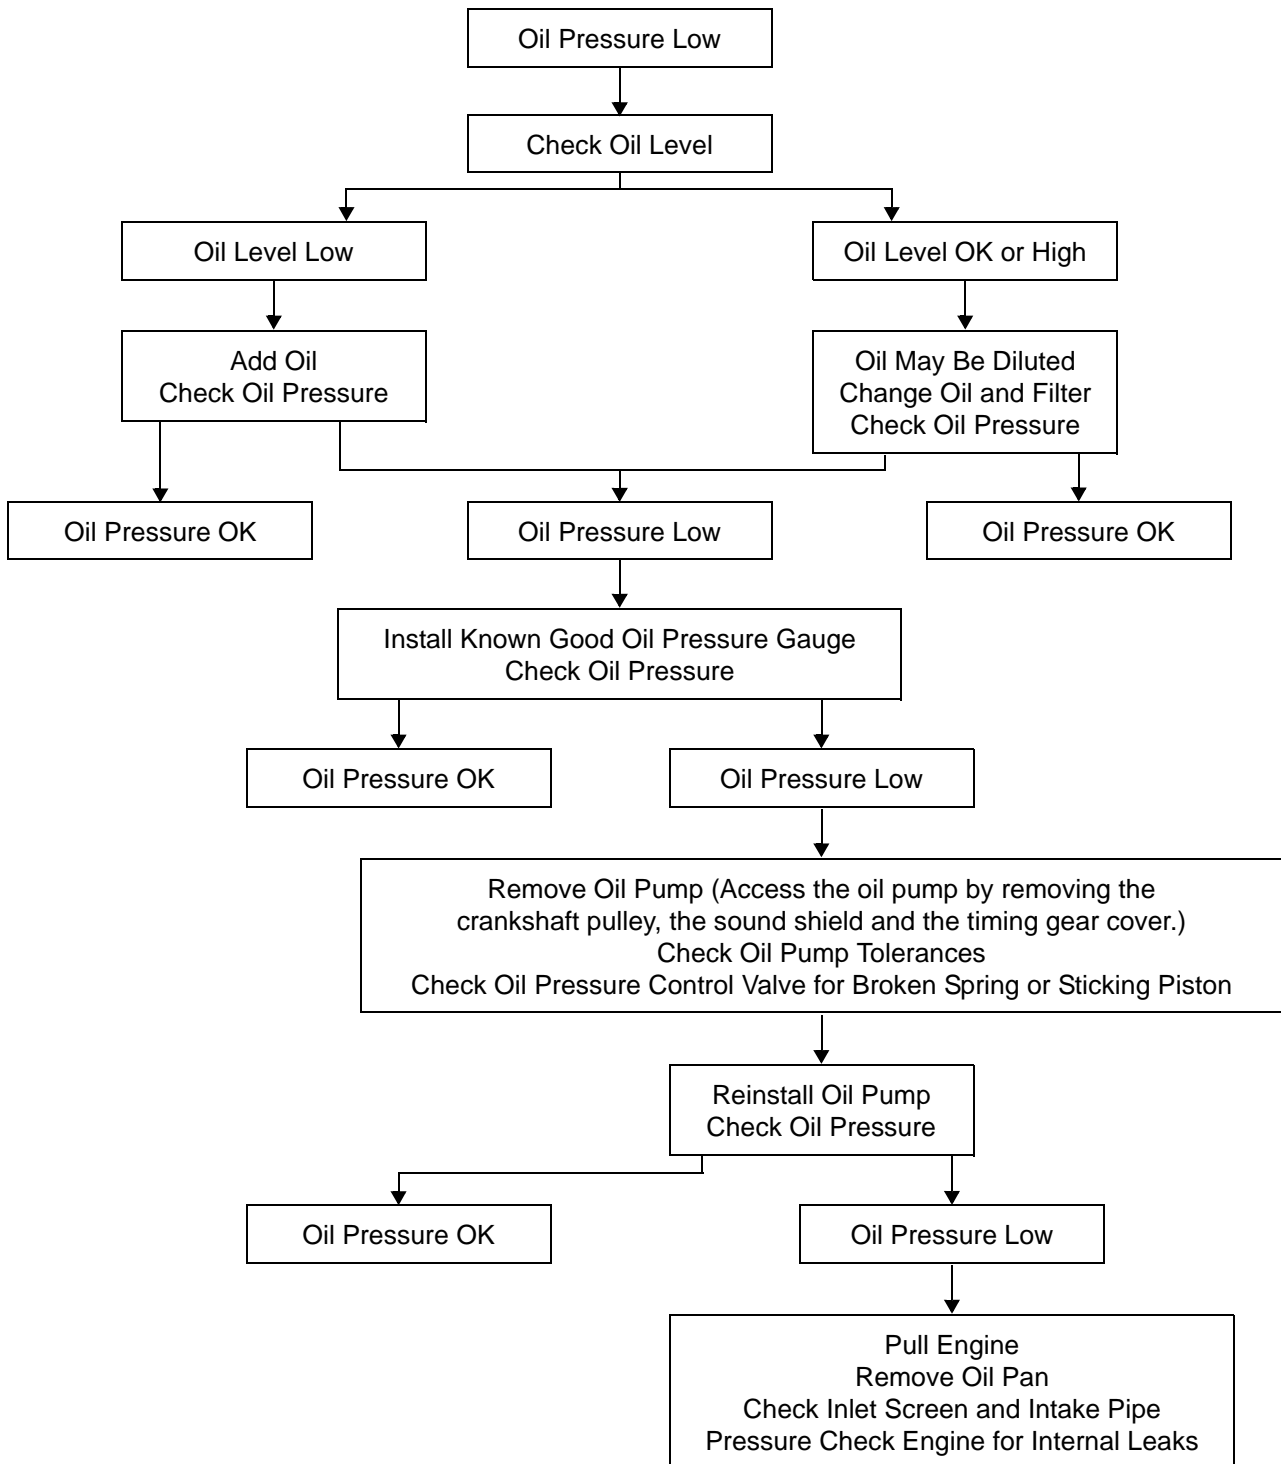 Oil Pressure Low
Check Oil Level
Oil Level Low
Oil Level OK or High
Add Oil
Check Oil Pressure
Oil May Be Diluted
Change Oil and Filter
Check Oil Pressure
Oil Pressure OK
Oil Pressure Low
Oil Pressure OK
Install Known Good Oil Pressure Gauge
Check Oil Pressure
Oil Pressure OK
Oil Pressure Low
Remove Oil Pump (Access the oil pump by removing the
crankshaft pulley, the sound shield and the timing gear cover.)
Check Oil Pump Tolerances
Check Oil Pressure Control Valve for Broken Spring or Sticking Piston
Reinstall Oil Pump
Check Oil Pressure
Oil Pressure OK
Oil Pressure Low
Pull Engine
Remove Oil Pan
Check Inlet Screen and Intake Pipe
Pressure Check Engine for Internal Leaks